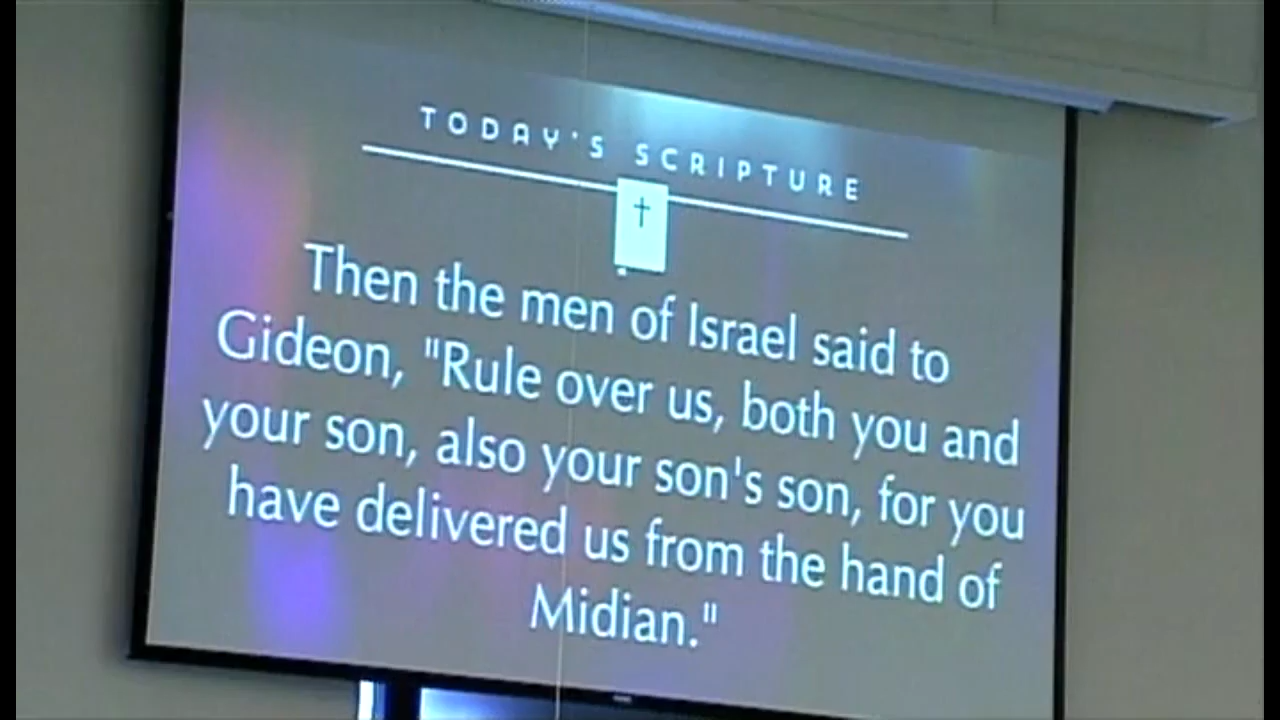 TODAY'S SCRIPTURE
Then the men of Israel said to
Gideon, "Rule over us, both you and
your son, also your son's son, for you
have delivered us from the hand of
Midian."